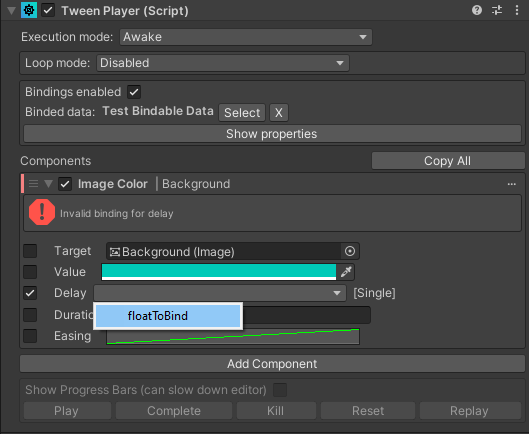 Tween Player (Script)
Execution mode: Awake
Loop mode: Disabled
Bindings enabled
Binded data: Test Bindable Data Select X
Show properties
Components Copy All
Image Color | Background
Invalid binding for delay
Target Background (Image)
Value
Delay [Single]
floatToBind
Easing
Add Component
Show Progress Bars (can slow down editor)
Play Complete Kill Reset Replay